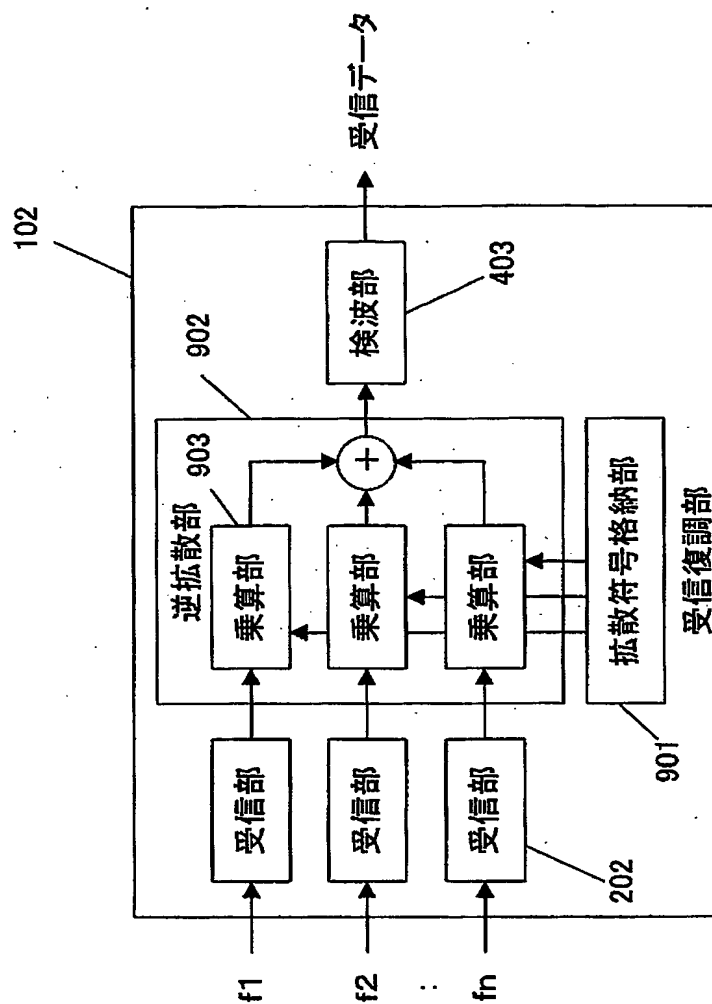 102
902
逆拡散部
903
f1
受信部
乗算部
f2
受信部
乗算部
+
検波部
受信データ
:
fn
受信部
乗算部
403
202
拡散符号格納部
901
受信復調部